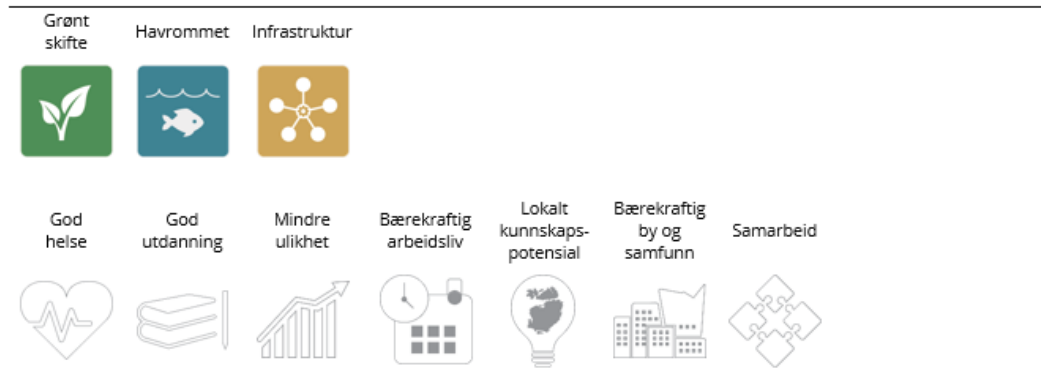 Grønt
skifte
Havrommet
Infrastruktur
God
helse
God
utdanning
Mindre
ulikhet
Bærekraftig
arbeidsliv
Lokalt
kunnskaps-
potensial
Bærekraftig
by og
samfunn
Samarbeid